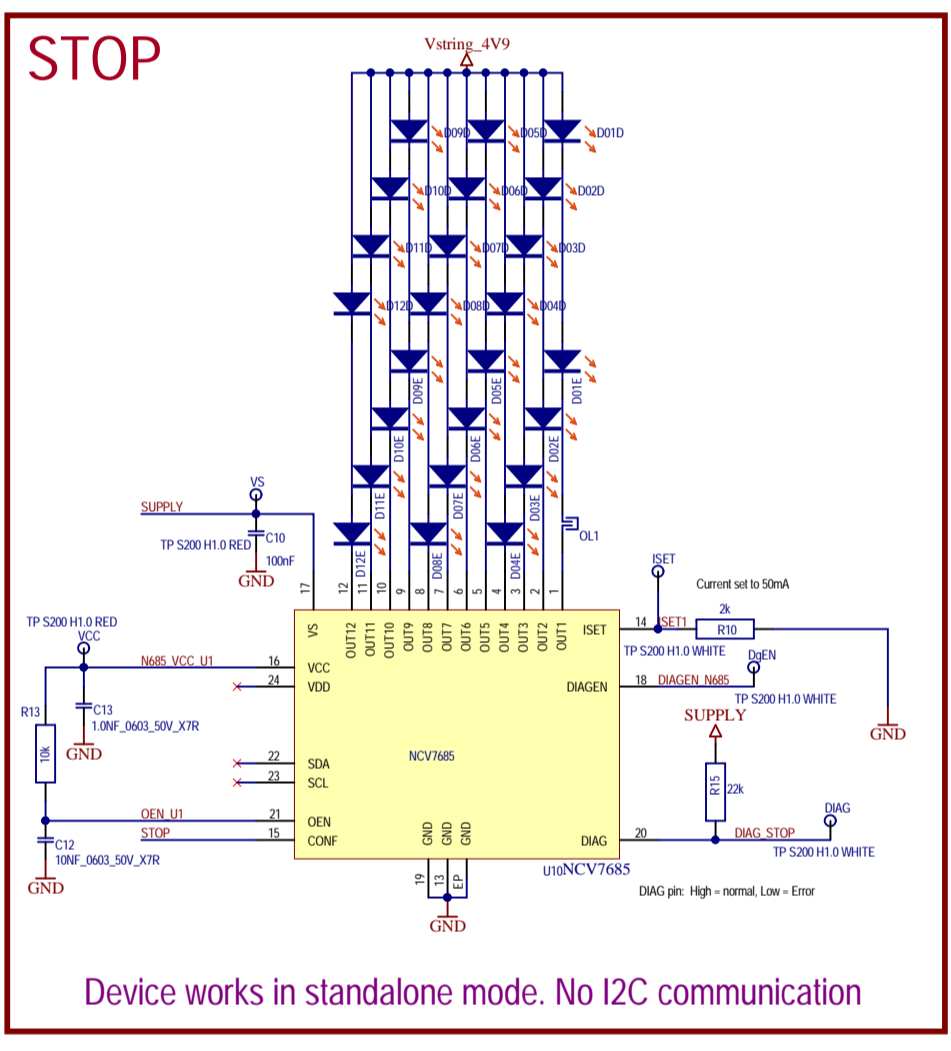 STOP
Vstring_4V9
D09D
D05D
D01D
D10D
D06D
D02D
D11D
D07D
D03D
D12D
D08D
D04D
D09E
D05E
D01E
D10E
D06E
D02E
D11E
D07E
D03E
D12E
D08E
D04E
OL1
VS
SUPPLY
C10
TP S200 H1.0 RED
100nF
GND
17
12
11
10
9
8
7
6
5
4
3
2
1
VS
OUT12
OUT11
OUT10
OUT9
OUT8
OUT7
OUT6
OUT5
OUT4
OUT3
OUT2
OUT1
ISET
Current set to 50mA
2k
ISET
14
ISET1
R10
TP S200 H1.0 WHITE
TP S200 H1.0 RED
VCC
N685_VCC_U1
16
VCC
24
VDD
DgEN
DIAGEN
18
DIAGEN_N685
TP S200 H1.0 WHITE
GND
R13
10k
C13
1.0NF_0603_50V_X7R
GND
SUPPLY
R15
22k
NCV7685
22
SDA
23
SCL
OEN_U1
21
OEN
STOP
15
CONF
C12
10NF_0603_50V_X7R
GND
GND
GND
GND
DIAG
20
DIAG_STOP
DIAG
TP S200 H1.0 WHITE
19
13
EP
GND
U10NCV7685
DIAG pin: High = normal, Low = Error
Device works in standalone mode. No I2C communication